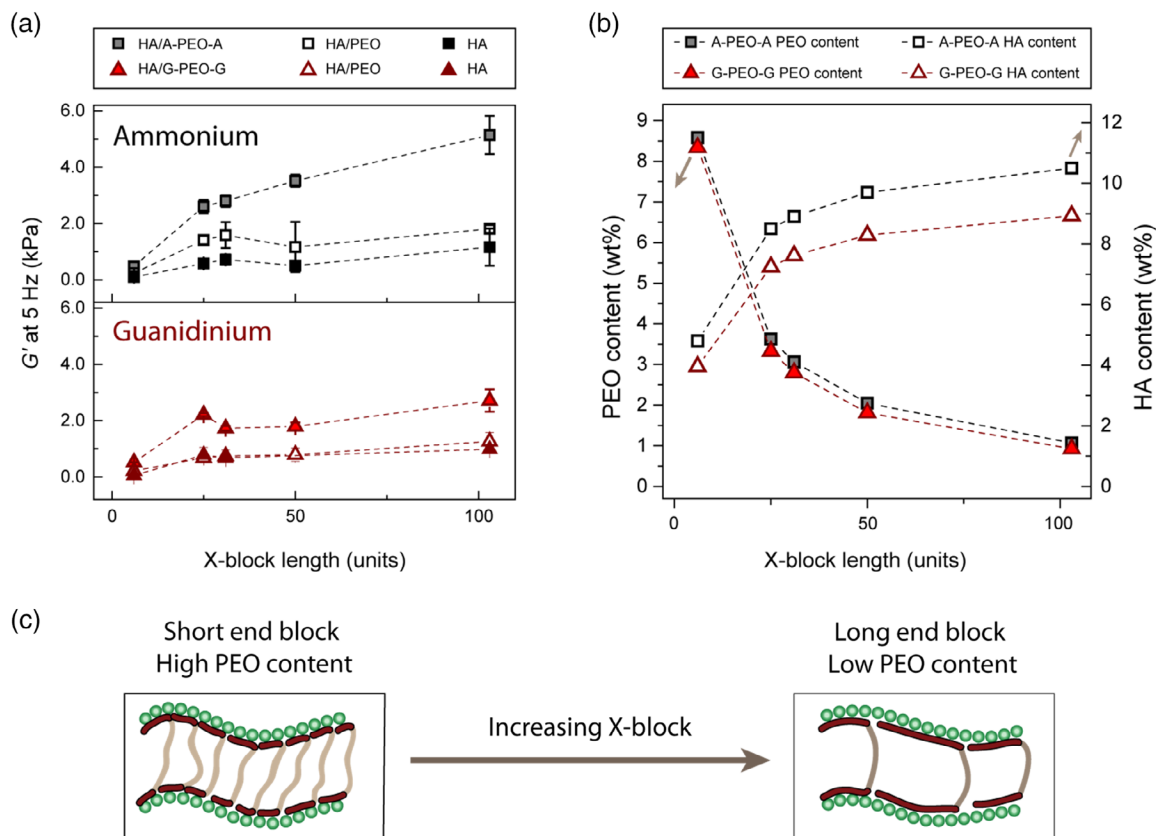 (a)
HA/A-PEO-A HA/PEO HA
HA/G-PEO-G HA/PEO HA
6.0
Ammonium
4.0
2.0
0.0
Guanidinium
4.0
2.0
0.0
G' at 5 Hz (kPa)
0 50 100
X-block length (units)
(b)
A-PEO-A PEO content A-PEO-A HA content
G-PEO-G PEO content G-PEO-G HA content
9
8
7
6
5
4
3
2
1
0
PEO content (wt%)
12
10
8
6
4
2
0
HA content (wt%)
0 50 100
X-block length (units)
(c)
Short end block
High PEO content
Increasing X-block
Long end block
Low PEO content